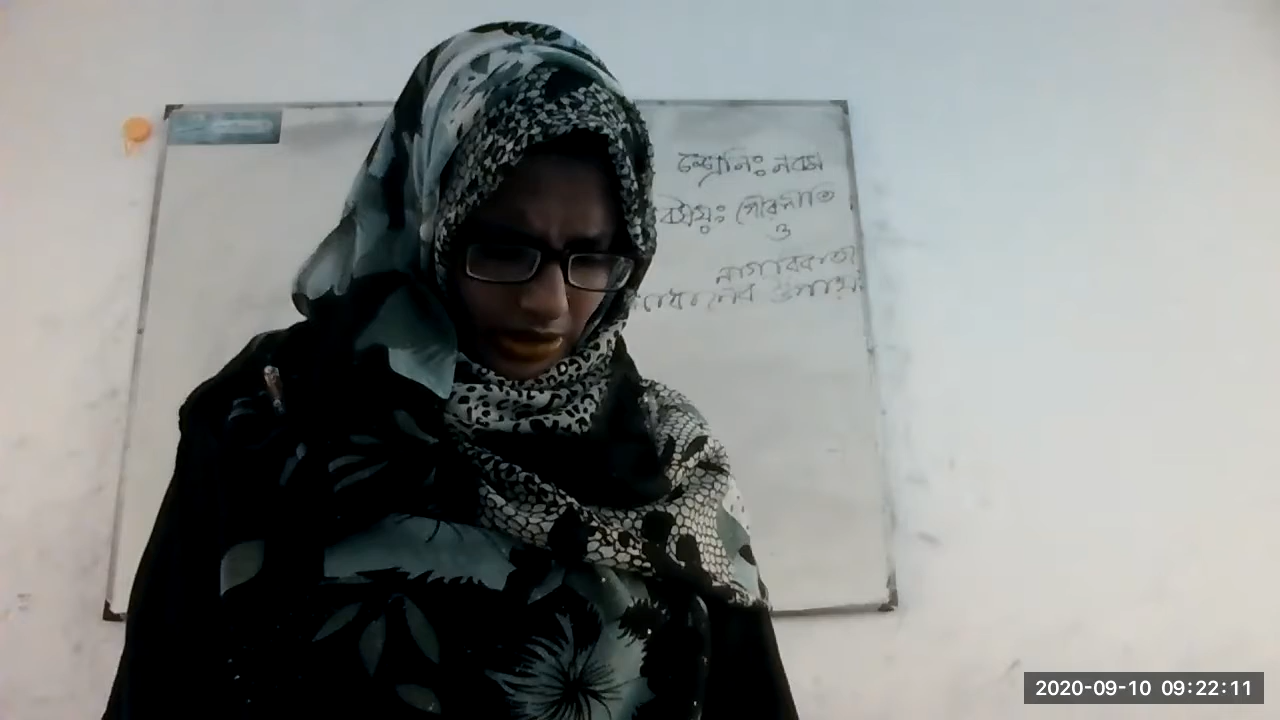 শ্রেনিঃ নবম
বিষয়ঃ পৌরনীতি
ও
নাগরিকতা
2020-09-10 09:22:11